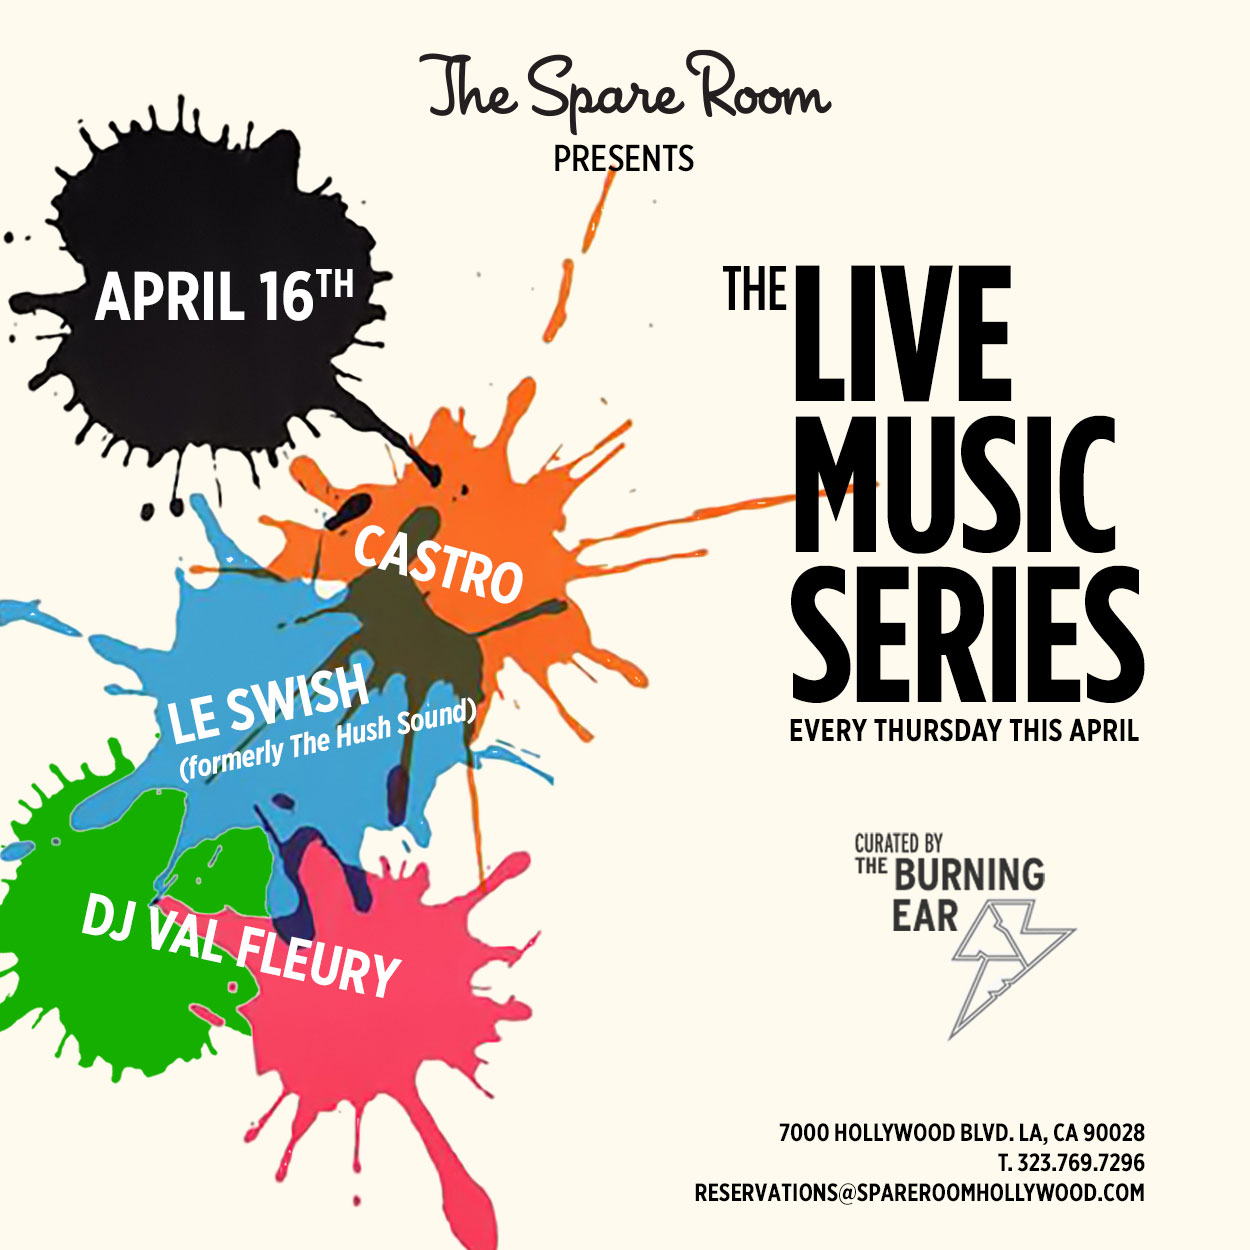 The Spare Room
PRESENTS
APRIL 16TH
THE LIVE
MUSIC
SERIES
EVERY THURSDAY THIS APRIL
CASTRO
LE SWISH
(formerly The Hush Sound)
DJ VAL FLEURY
CURATED BY
THE BURNING
EAR
7000 HOLLYWOOD BLVD. LA, CA 90028
T. 323.769.7296
RESERVATIONS@SPAREROOMHOLLYWOOD.COM